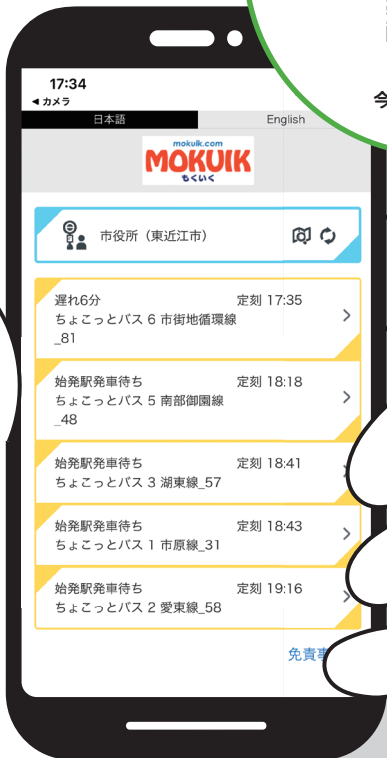 17:34
◀ カメラ
日本語 English
mokuik.com
MOKUIK
もくいく
市役所（東近江市）
遅れ6分 定刻 17:35
ちょこっとバス 6 市街地循環線
_81
始発駅発車待ち 定刻 18:18
ちょこっとバス 5 南部御園線
_48
始発駅発車待ち 定刻 18:41
ちょこっとバス 3 湖東線_57
始発駅発車待ち 定刻 18:43
ちょこっとバス 1 市原線_31
始発駅発車待ち 定刻 19:16
ちょこっとバス 2 愛東線_58
免責